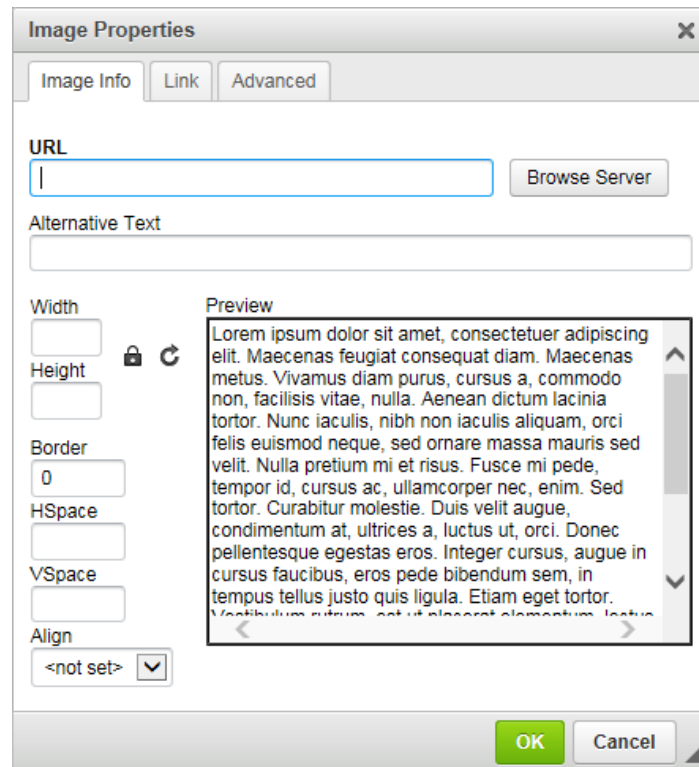 Image Properties
Image Info
Link
Advanced
URL
Browse Server
Alternative Text
Width
Height
Border
0
HSpace
VSpace
Align
<not set>
Preview
Lorem ipsum dolor sit amet, consectetuer adipiscing
elit. Maecenas feugiat consequat diam. Maecenas
metus. Vivamus diam purus, cursus a, commodo
non, facilisis vitae, nulla. Aenean dictum lacinia
tortor. Nunc iaculis, nibh non iaculis aliquam, orci
felis euismod neque, sed ornare massa mauris sed
velit. Nulla pretium mi et risus. Fusce mi pede,
tempor id, cursus ac, ullamcorper nec, enim. Sed
tortor. Curabitur molestie. Duis velit augue,
condimentum at, ultrices a, luctus ut, orci. Donec
pellentesque egestas eros. Integer cursus, augue in
cursus faucibus, eros pede bibendum sem, in
tempus tellus justo quis ligula. Etiam eget tortor.
OK
Cancel